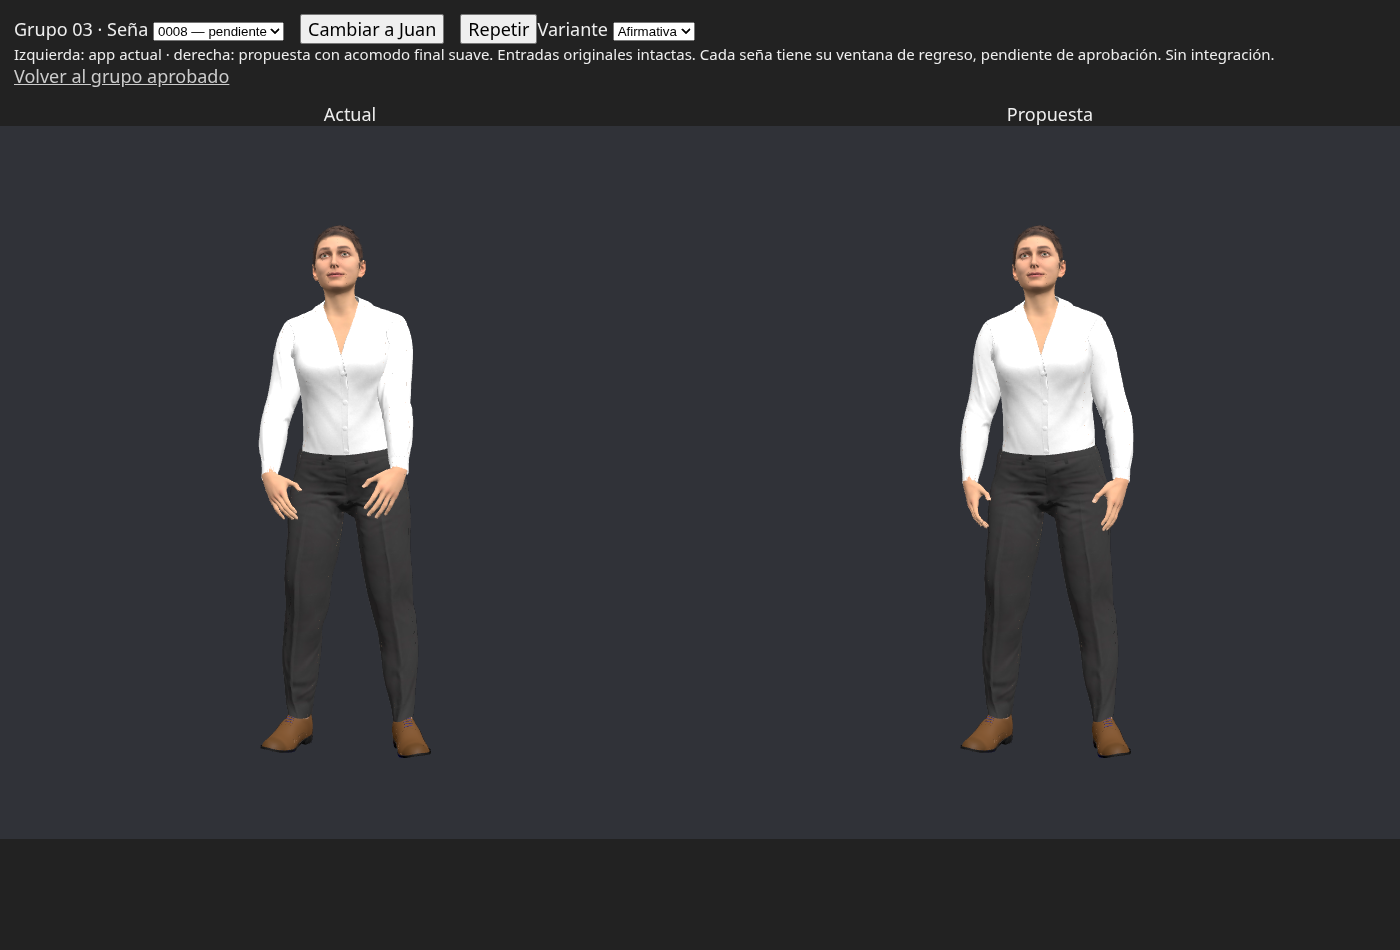 Grupo 03 · Seña 0008 — pendiente Cambiar a Juan Repetir Variante Afirmativa
Izquierda: app actual · derecha: propuesta con acomodo final suave. Entradas originales intactas. Cada seña tiene su ventana de regreso, pendiente de aprobación. Sin integración.
Volver al grupo aprobado
Actual
Propuesta